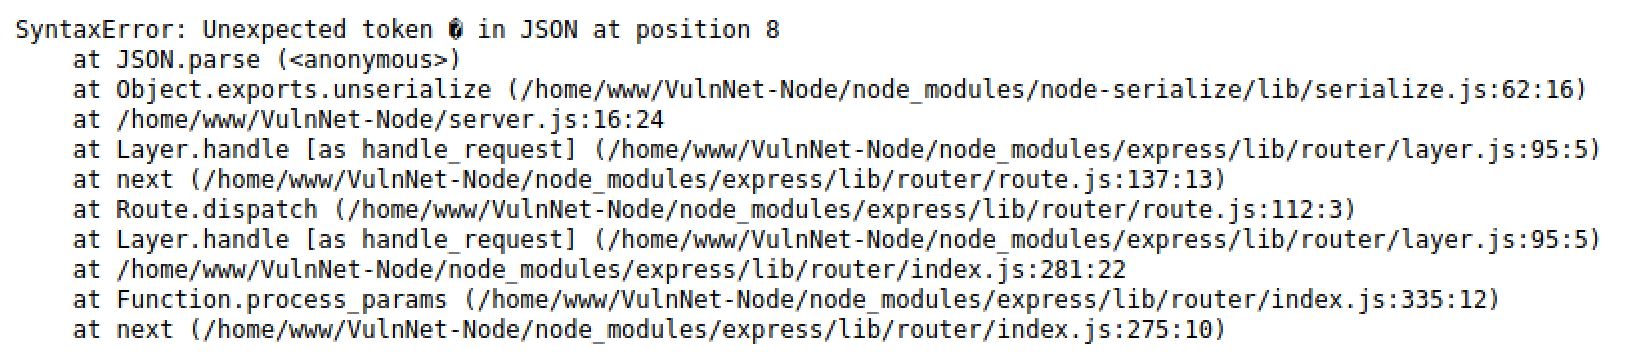 SyntaxError: Unexpected token � in JSON at position 8
    at JSON.parse (<anonymous>)
    at Object.exports.unserialize (/home/www/VulnNet-Node/node_modules/node-serialize/lib/serialize.js:62:16)
    at /home/www/VulnNet-Node/server.js:16:24
    at Layer.handle [as handle_request] (/home/www/VulnNet-Node/node_modules/express/lib/router/layer.js:95:5)
    at next (/home/www/VulnNet-Node/node_modules/express/lib/router/route.js:137:13)
    at Route.dispatch (/home/www/VulnNet-Node/node_modules/express/lib/router/route.js:112:3)
    at Layer.handle [as handle_request] (/home/www/VulnNet-Node/node_modules/express/lib/router/layer.js:95:5)
    at /home/www/VulnNet-Node/node_modules/express/lib/router/index.js:281:22
    at Function.process_params (/home/www/VulnNet-Node/node_modules/express/lib/router/index.js:335:12)
    at next (/home/www/VulnNet-Node/node_modules/express/lib/router/index.js:275:10)